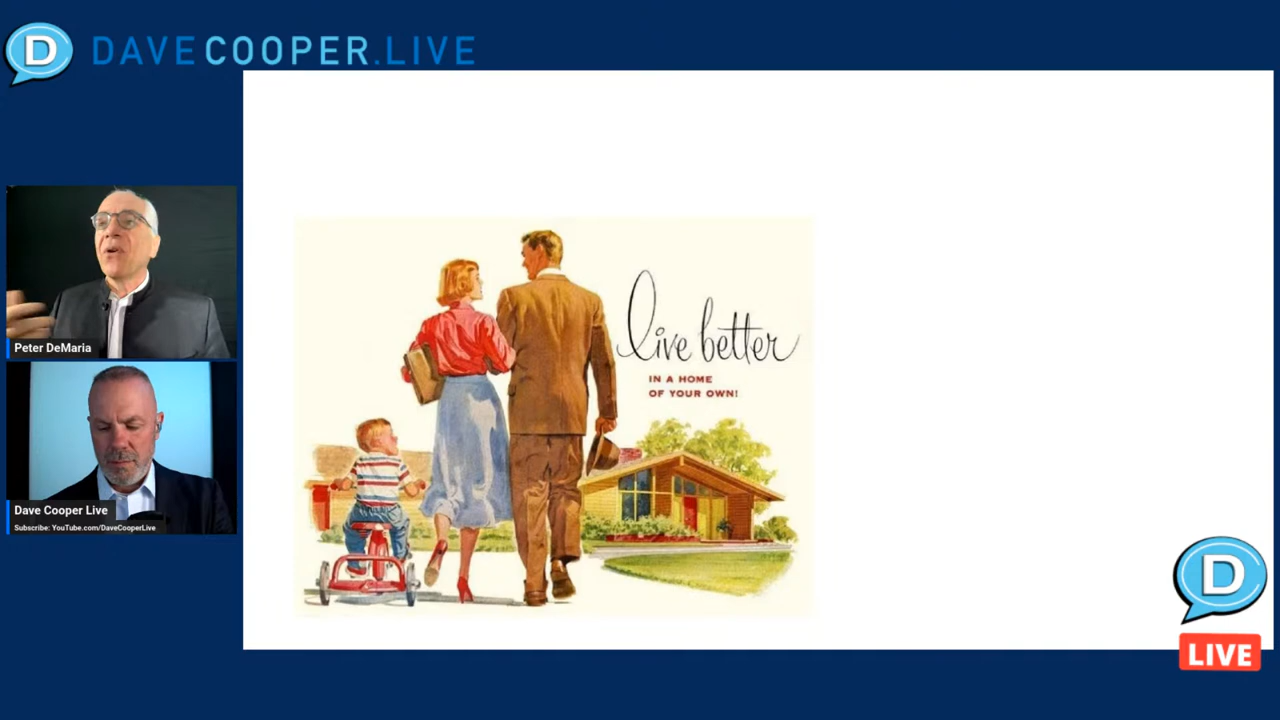 D DAVECOOPER.LIVE
Peter DeMaria
Dave Cooper Live
Subscribe: YouTube.com/DaveCooperLive
live better
IN A HOME
OF YOUR OWN!
D
LIVE